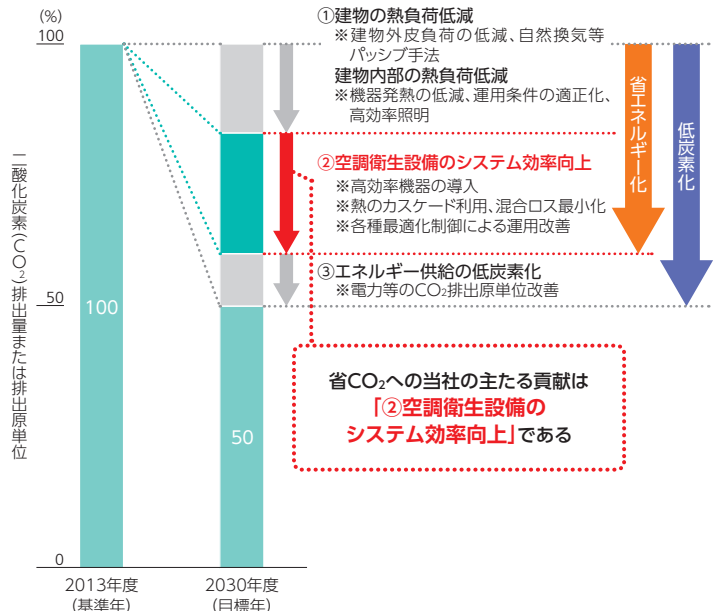 (%)
100
50
0
二酸化炭素(CO₂)排出量または排出原単位
100
50
2013年度
(基準年)
2030年度
(目標年)
①建物の熱負荷低減
※建物外皮負荷の低減、自然換気等
パッシブ手法
建物内部の熱負荷低減
※機器発熱の低減、運用条件の適正化、
高効率照明
②空調衛生設備のシステム効率向上
※高効率機器の導入
※熱のカスケード利用、混合ロス最小化
※各種最適化制御による運用改善
③エネルギー供給の低炭素化
※電力等のCO₂排出原単位改善
省エネルギー化
低炭素化
省CO₂への当社の主たる貢献は
「②空調衛生設備の
システム効率向上」である